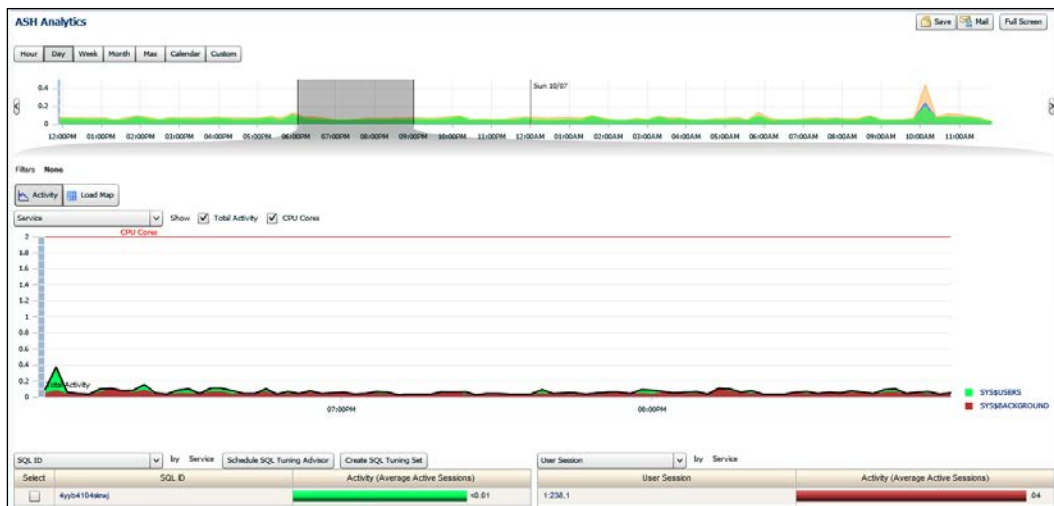 ASH Analytics
Save Mail Full Screen
Hour Day Week Month Max Calendar Custom
Sun 10/07
0.4
0.2
0
12:00PM 01:00PM 02:00PM 03:00PM 04:00PM 05:00PM 06:00PM 07:00PM 08:00PM 09:00PM 10:00PM 11:00PM 12:00AM 01:00AM 02:00AM 03:00AM 04:00AM 05:00AM 06:00AM 07:00AM 08:00AM 09:00AM 10:00AM 11:00AM
Filters None
Activity Load Map
Service Show Total Activity CPU Cores
CPU Cores
2
1.8
1.6
1.4
1.2
1
0.8
0.6
0.4
0.2
0
Total Activity
07:00PM 08:00PM
SYS$USERS
SYS$BACKGROUND
SQL ID by Service Schedule SQL Tuning Advisor Create SQL Tuning Set User Session by Service
Select SQL ID Activity (Average Active Sessions) User Session Activity (Average Active Sessions)
<0.01 1:238,1 .04